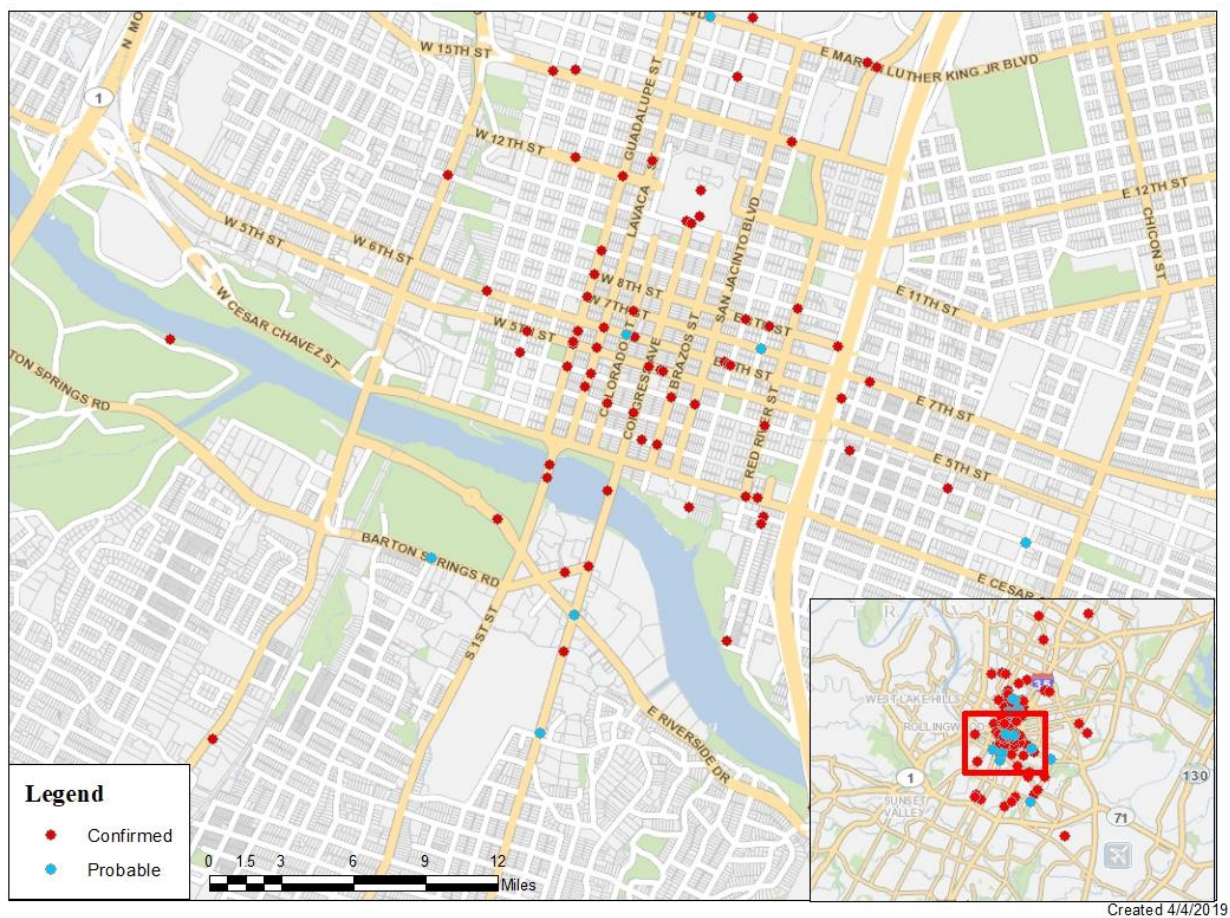 BLVD
N MO
W 15TH ST
E MARTIN LUTHER KING JR BLVD
1
GUADALUPE ST
W 12TH ST
LAVACA S
E 12TH ST
CHICON ST
SAN JACINTO BLVD
W 5TH ST
W 6TH ST
W 8TH ST
W 7TH ST
E 11TH ST
W CESAR CHAVEZ ST
W 5TH ST
COLORADO ST
CONGRESS AVE
BRAZOS ST
TON SPRINGS RD
E 7TH ST
RED RIVER ST
E 5TH ST
BARTON SPRINGS RD
E CESAR
S 1ST ST
E RIVERSIDE DR
TRAVIS
35
WEST LAKE HILLS
ROLLINGW
1
SUNSET
VALLEY
130
71
Legend
Confirmed
Probable
0 1.5 3 6 9 12
Miles
Created 4/4/2019